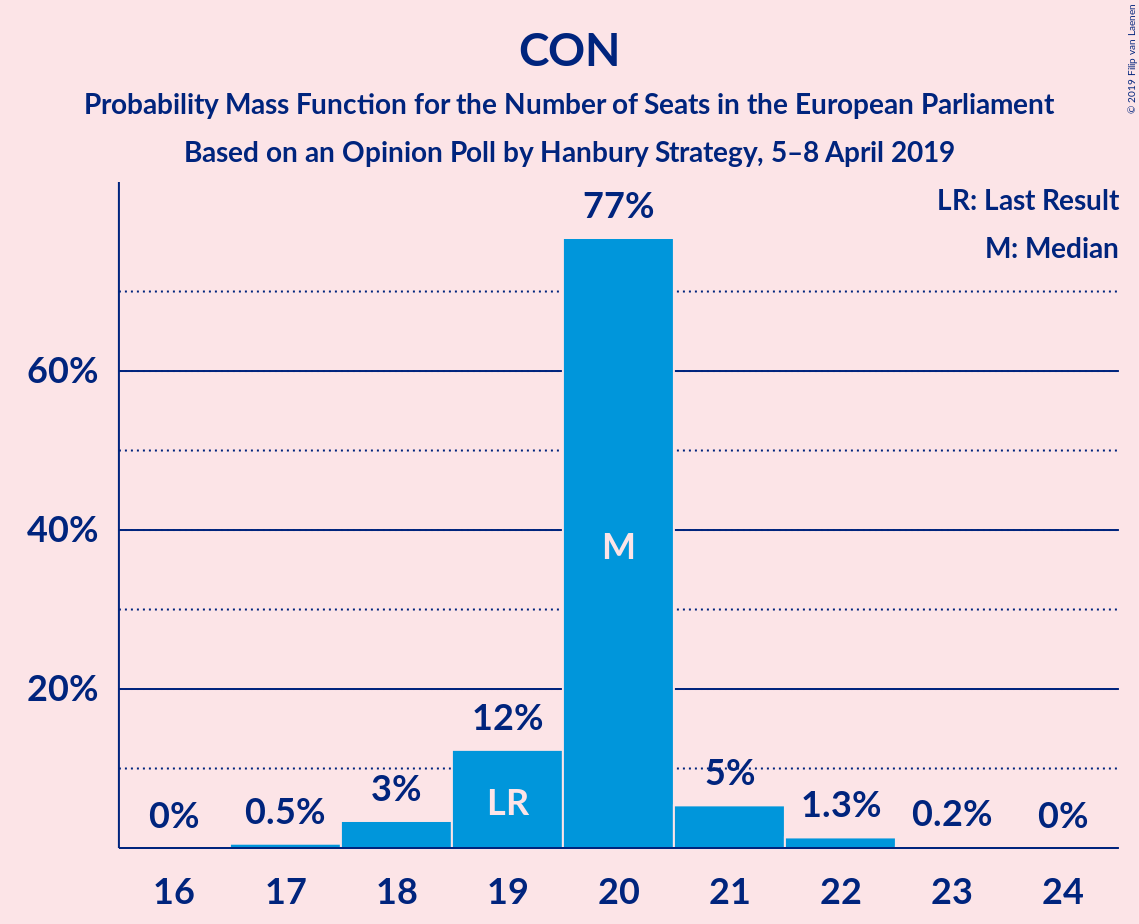 CON
Probability Mass Function for the Number of Seats in the European Parliament
Based on an Opinion Poll by Hanbury Strategy, 5–8 April 2019
© 2019 Filip van Laenen
LR: Last Result
M: Median
77%
60%
40%
M
20%
12%
5%
3%
LR
1.3%
0.5%
0.2%
0%
0%
16 17 18 19 20 21 22 23 24